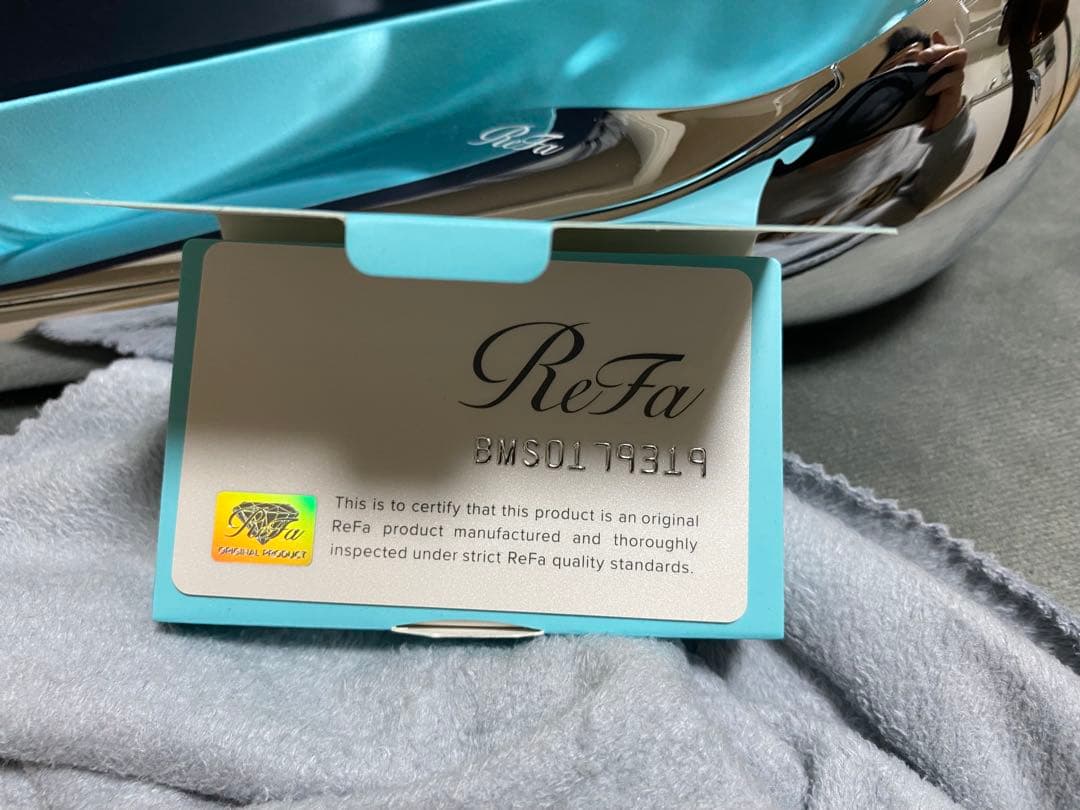 ReFa
ReFa
BMS0179319
This is to certify that this product is an original
ReFa product manufactured and thoroughly
inspected under strict ReFa quality standards.
ReFa
ORIGINAL PRODUCT